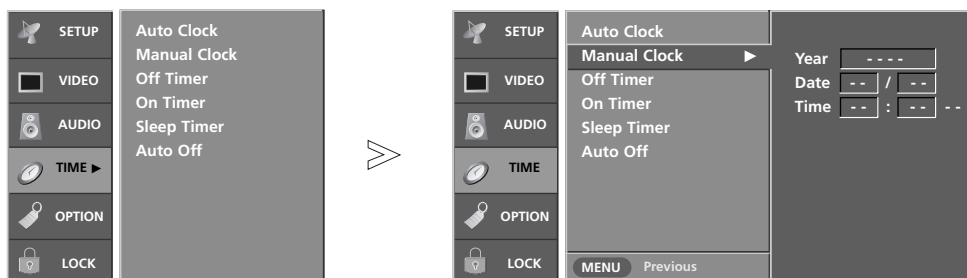 SETUP
VIDEO
AUDIO
TIME ►
OPTION
LOCK
Auto Clock
Manual Clock
Off Timer
On Timer
Sleep Timer
Auto Off
SETUP
VIDEO
AUDIO
TIME
OPTION
LOCK
Auto Clock
Manual Clock ►
Off Timer
On Timer
Sleep Timer
Auto Off
MENU Previous
Year - - - -
Date - - / - -
Time - - : - - - -